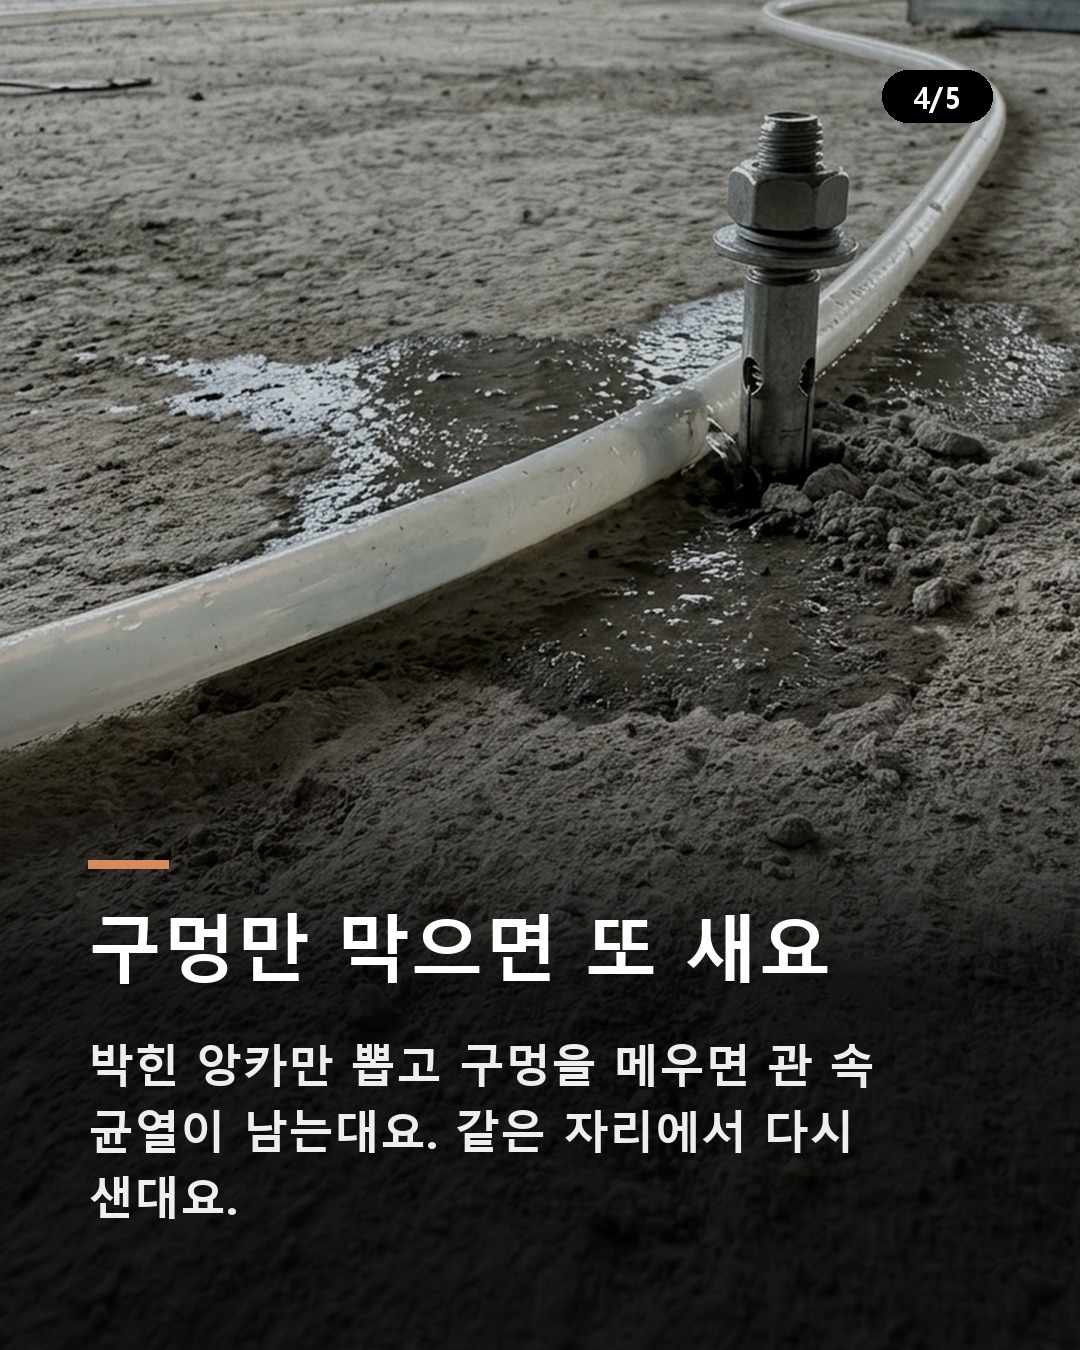 4/5
구멍만 막으면 또 새요
박힌 앙카만 뽑고 구멍을 메우면 관 속
균열이 남는대요. 같은 자리에서 다시
샌대요.